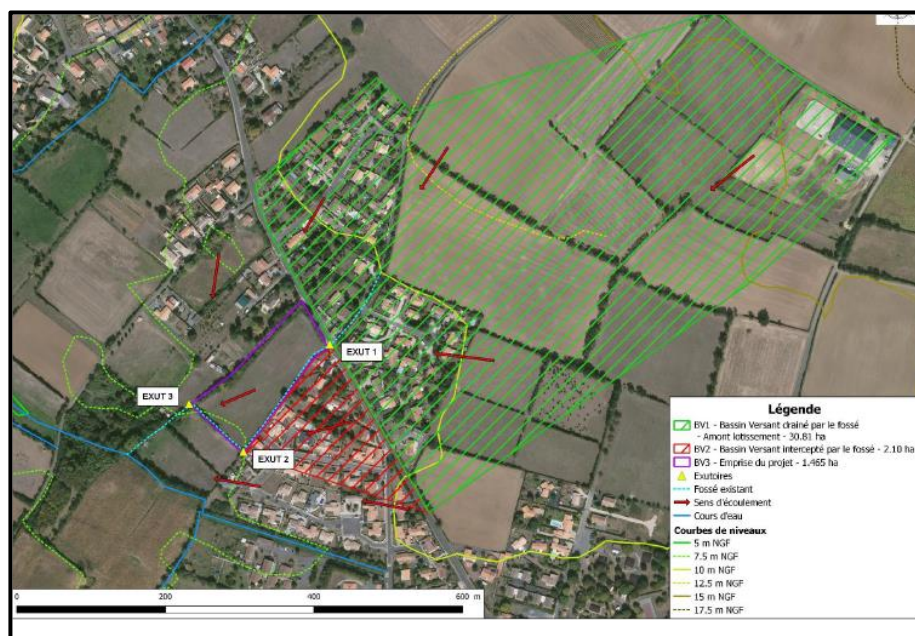 EXUT 1
EXUT 3
EXUT 2
Légende
BV1 - Bassin Versant drainé par le fossé
- Amont lotissement - 30.81 ha
BV2 - Bassin Versant intercepté par le fossé - 2.10 ha
BV3 - Emprise du projet - 1.465 ha
Exutoires
Fossé existant
Sens d'écoulement
Cours d'eau
Courbes de niveaux
5 m NGF
7.5 m NGF
10 m NGF
12.5 m NGF
15 m NGF
17.5 m NGF
0 200 400 600 m